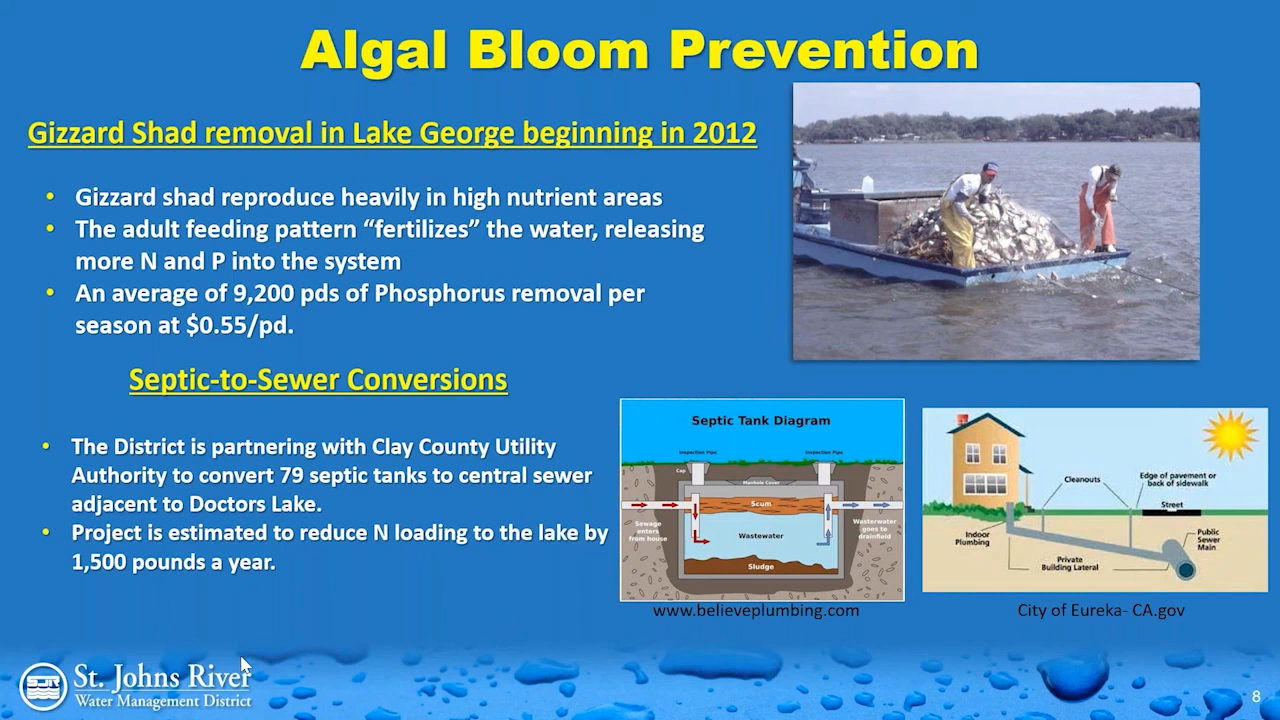 Algal Bloom Prevention
Gizzard Shad removal in Lake George beginning in 2012
• Gizzard shad reproduce heavily in high nutrient areas
• The adult feeding pattern “fertilizes” the water, releasing
more N and P into the system
• An average of 9,200 pds of Phosphorus removal per
season at $0.55/pd.
Septic-to-Sewer Conversions
• The District is partnering with Clay County Utility
Authority to convert 79 septic tanks to central sewer
adjacent to Doctors Lake.
• Project is estimated to reduce N loading to the lake by
1,500 pounds a year.
Septic Tank Diagram
Inspection Pipe
Inspection Pipe
Cap
Manhole Cover
Scum
Sewage
enters
from house
Wastewater
Wasterwater
goes to
drainfield
Sludge
www.believeplumbing.com
Cleanouts
Edge of pavement or
back of sidewalk
Street
Indoor
Plumbing
Private
Building Lateral
Public
Sewer
Main
City of Eureka- CA.gov
SJR
St. Johns River
Water Management District
8